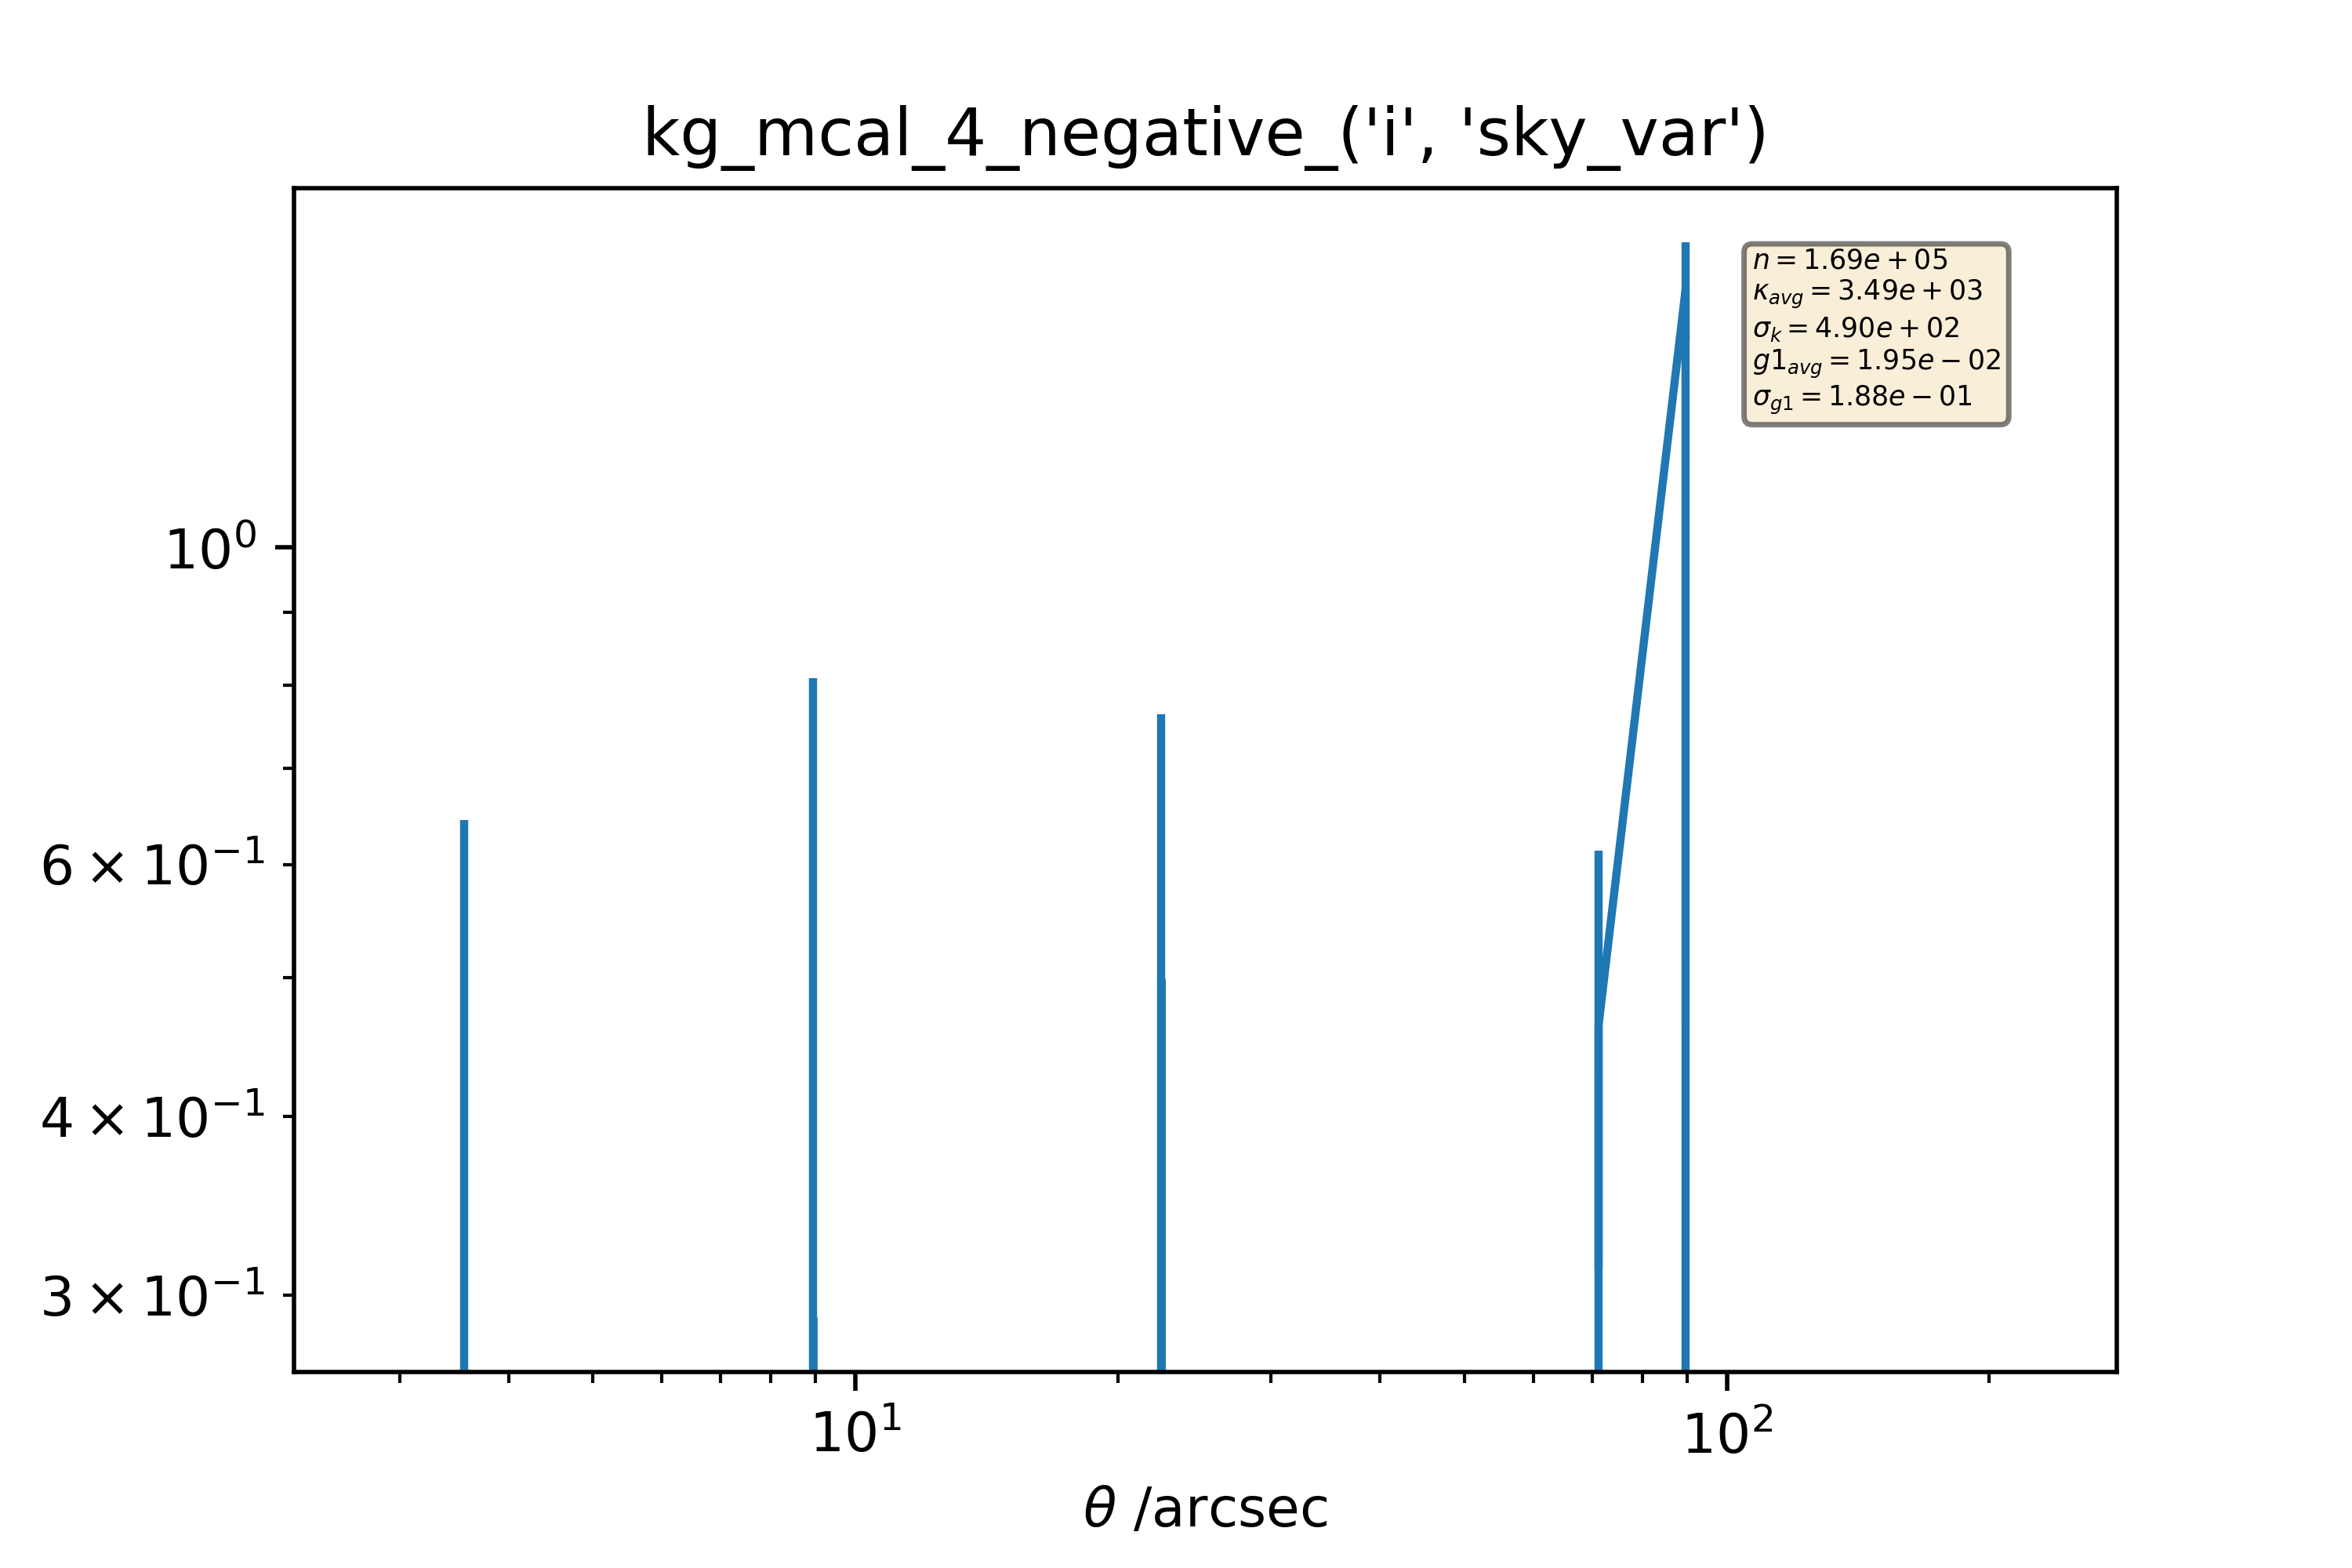 kg_mcal_4_negative_('i', 'sky_var')
n = 1.69e + 05
κ_avg = 3.49e + 03
σ_k = 4.90e + 02
g1_avg = 1.95e − 02
σ_g1 = 1.88e − 01
10^0
6 × 10^−1
4 × 10^−1
3 × 10^−1
10^1 10^2
θ /arcsec